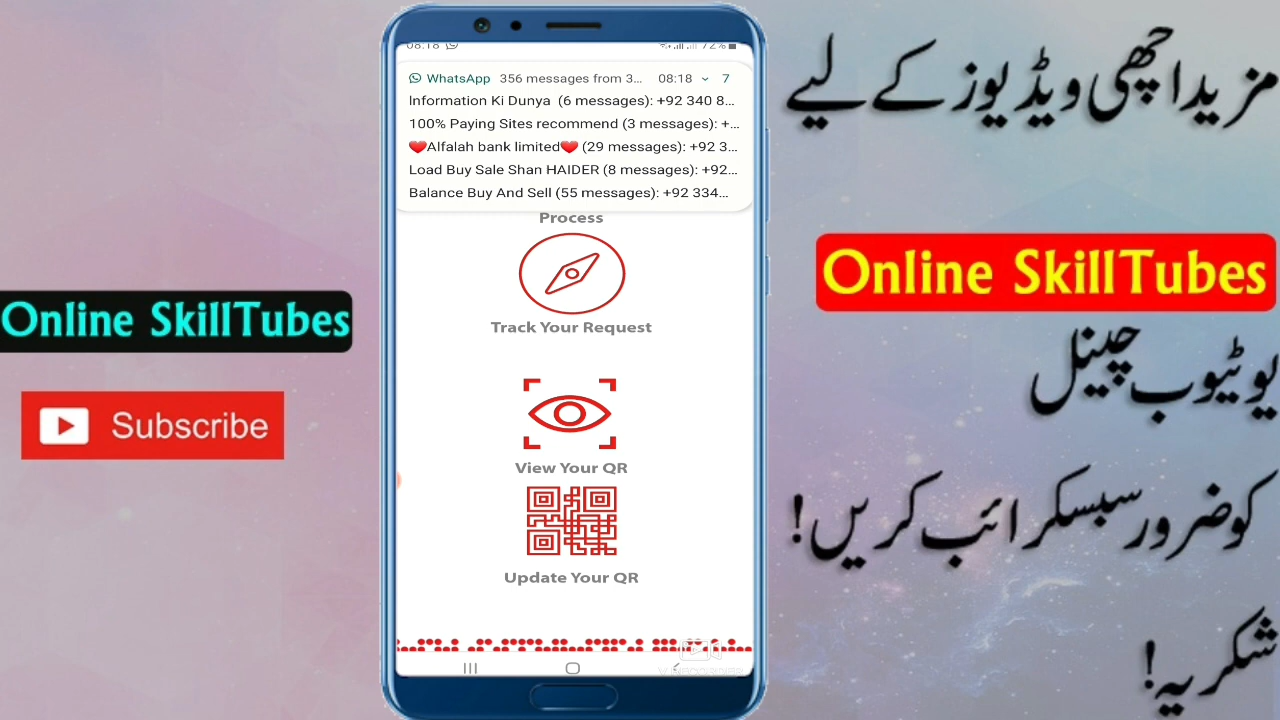 Online SkillTubes
Subscribe
08:18 72%
WhatsApp 356 messages from 3... 08:18 7
Information Ki Dunya (6 messages): +92 340 8...
100% Paying Sites recommend (3 messages): +...
❤️Alfalah bank limited❤️ (29 messages): +92 3...
Load Buy Sale Shan HAIDER (8 messages): +92...
Balance Buy And Sell (55 messages): +92 334...
Process
Track Your Request
View Your QR
Update Your QR
مزید اچھی ویڈیوز کے لیے
Online SkillTubes
یوٹیوب چینل
کو ضرور سبسکرائب کریں!
شکریہ!